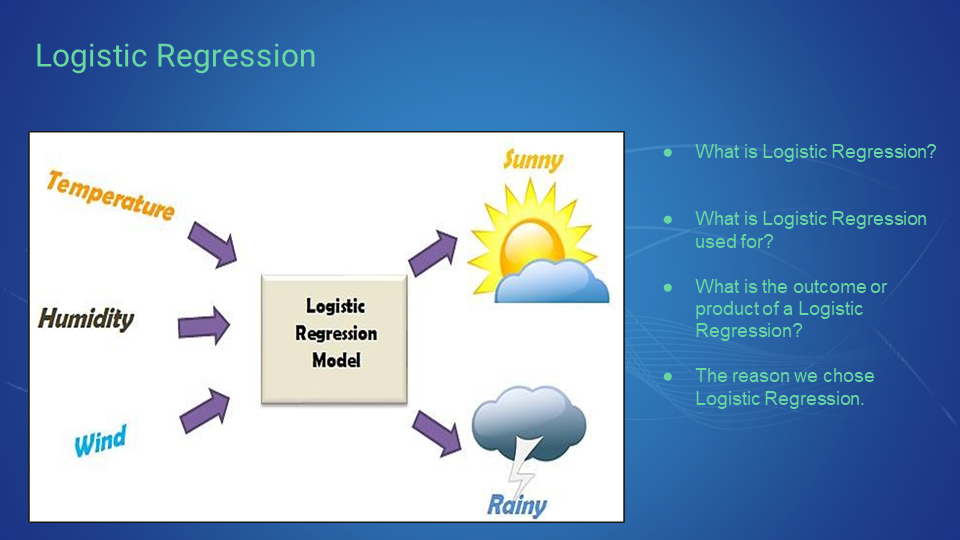 Logistic Regression
Temperature
Humidity
Wind
Logistic
Regression
Model
Sunny
Rainy
● What is Logistic Regression?
● What is Logistic Regression
used for?
● What is the outcome or
product of a Logistic
Regression?
● The reason we chose
Logistic Regression.